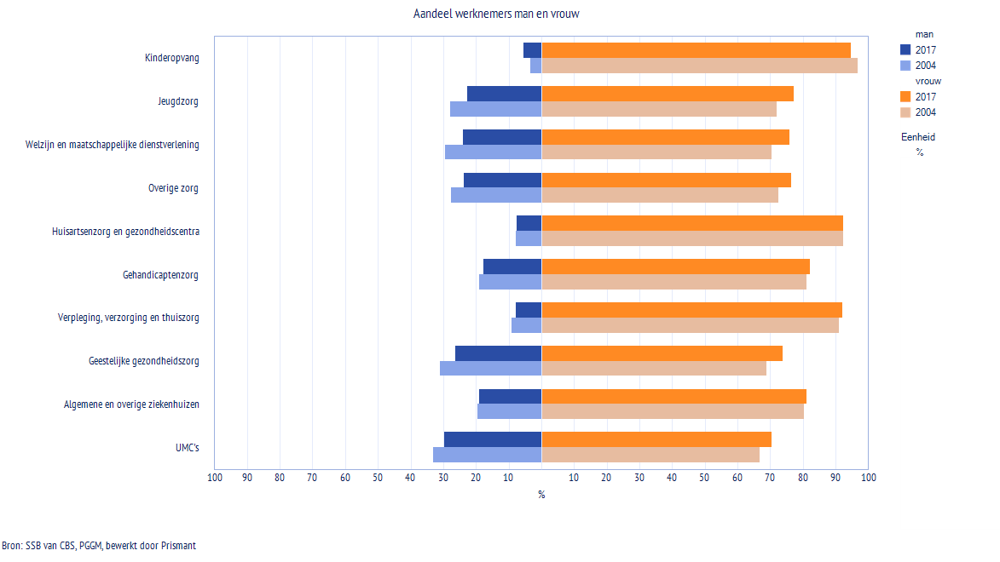 Aandeel werknemers man en vrouw
man
2017
2004
vrouw
2017
2004
Eenheid
%
Kinderopvang
Jeugdzorg
Welzijn en maatschappelijke dienstverlening
Overige zorg
Huisartsenzorg en gezondheidscentra
Gehandicaptenzorg
Verpleging, verzorging en thuiszorg
Geestelijke gezondheidszorg
Algemene en overige ziekenhuizen
UMC's
100 90 80 70 60 50 40 30 20 10 10 20 30 40 50 60 70 80 90 100
%
Bron: SSB van CBS, PGGM, bewerkt door Prismant